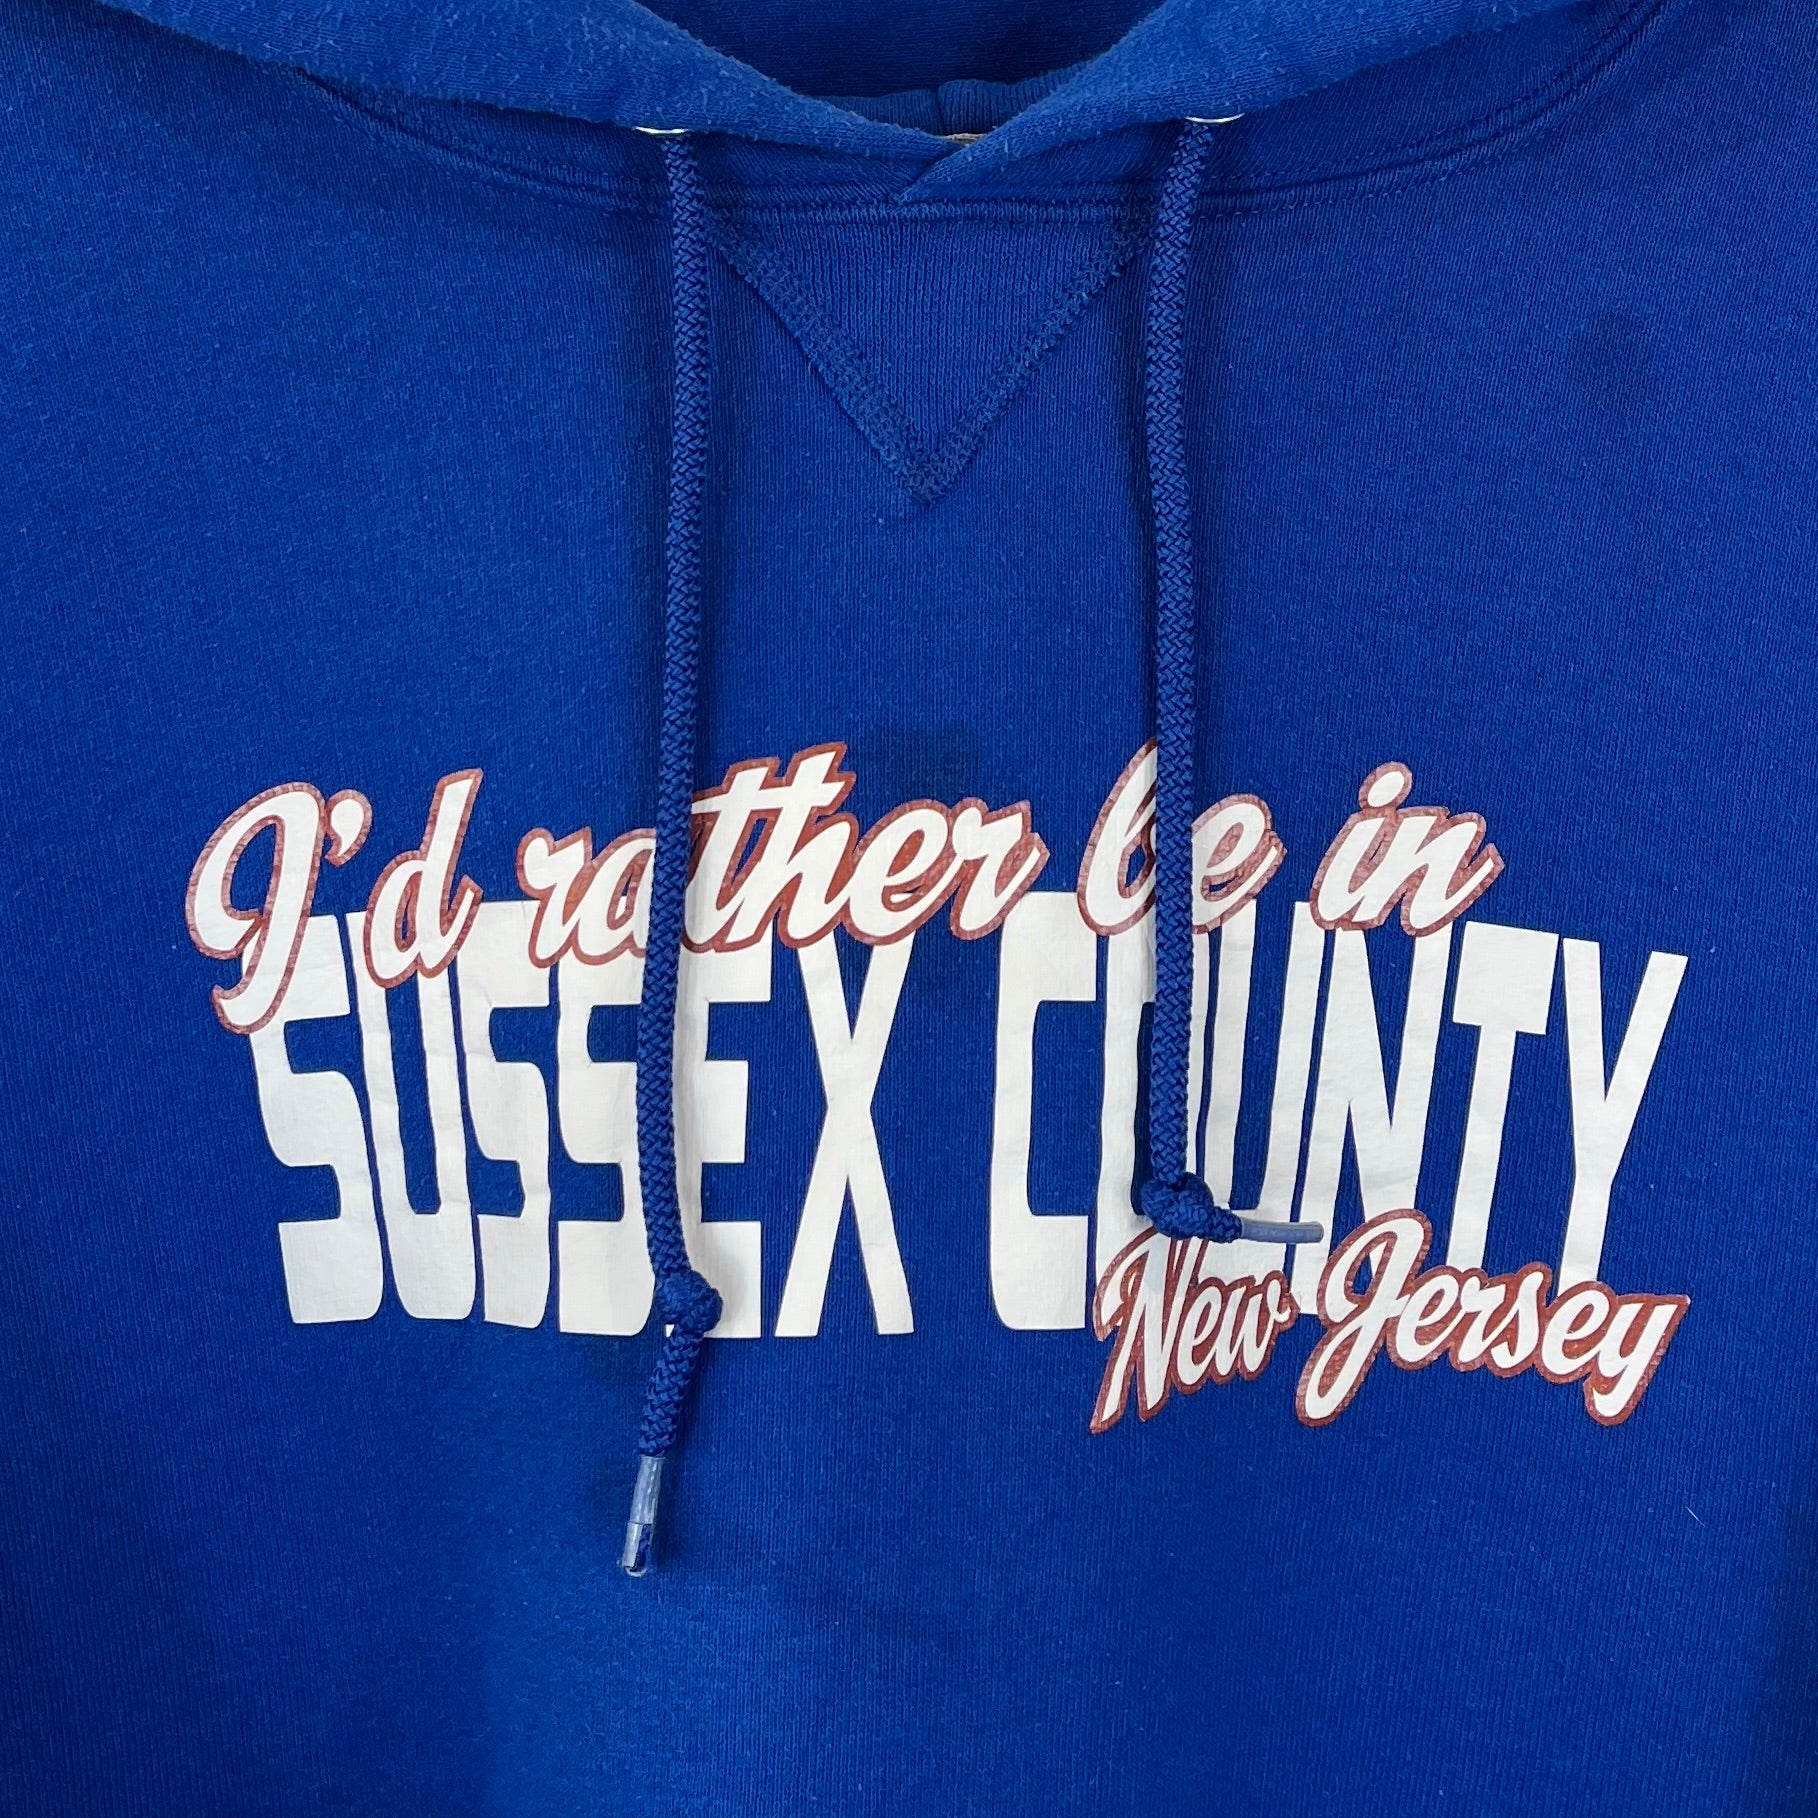 I'd rather be in
SUSSEX COUNTY
New Jersey